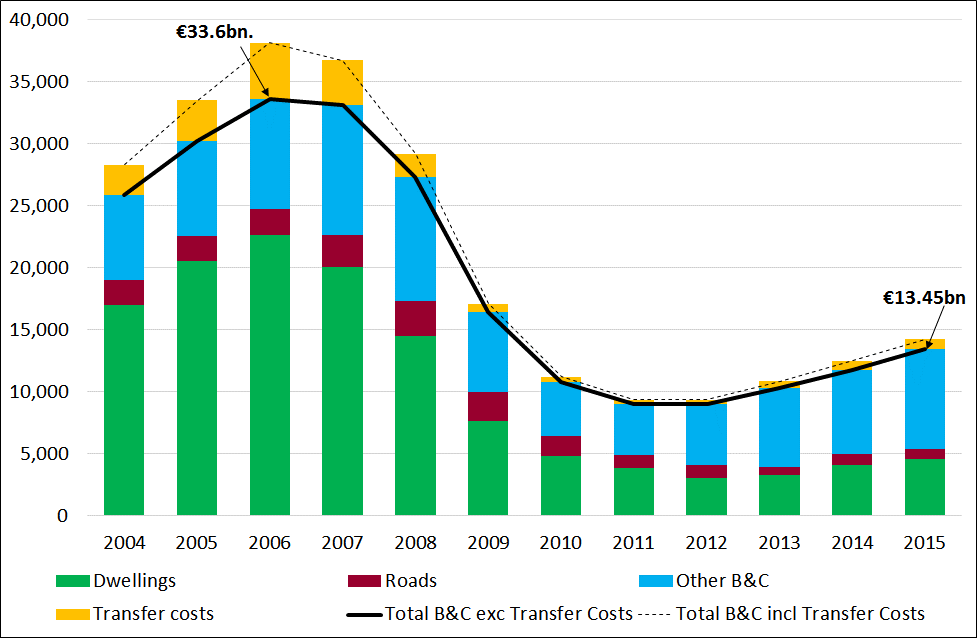 40,000
35,000
30,000
25,000
20,000
15,000
10,000
5,000
0
€33.6bn.
€13.45bn
2004 2005 2006 2007 2008 2009 2010 2011 2012 2013 2014 2015
Dwellings Roads Other B&C
Transfer costs Total B&C exc Transfer Costs Total B&C incl Transfer Costs